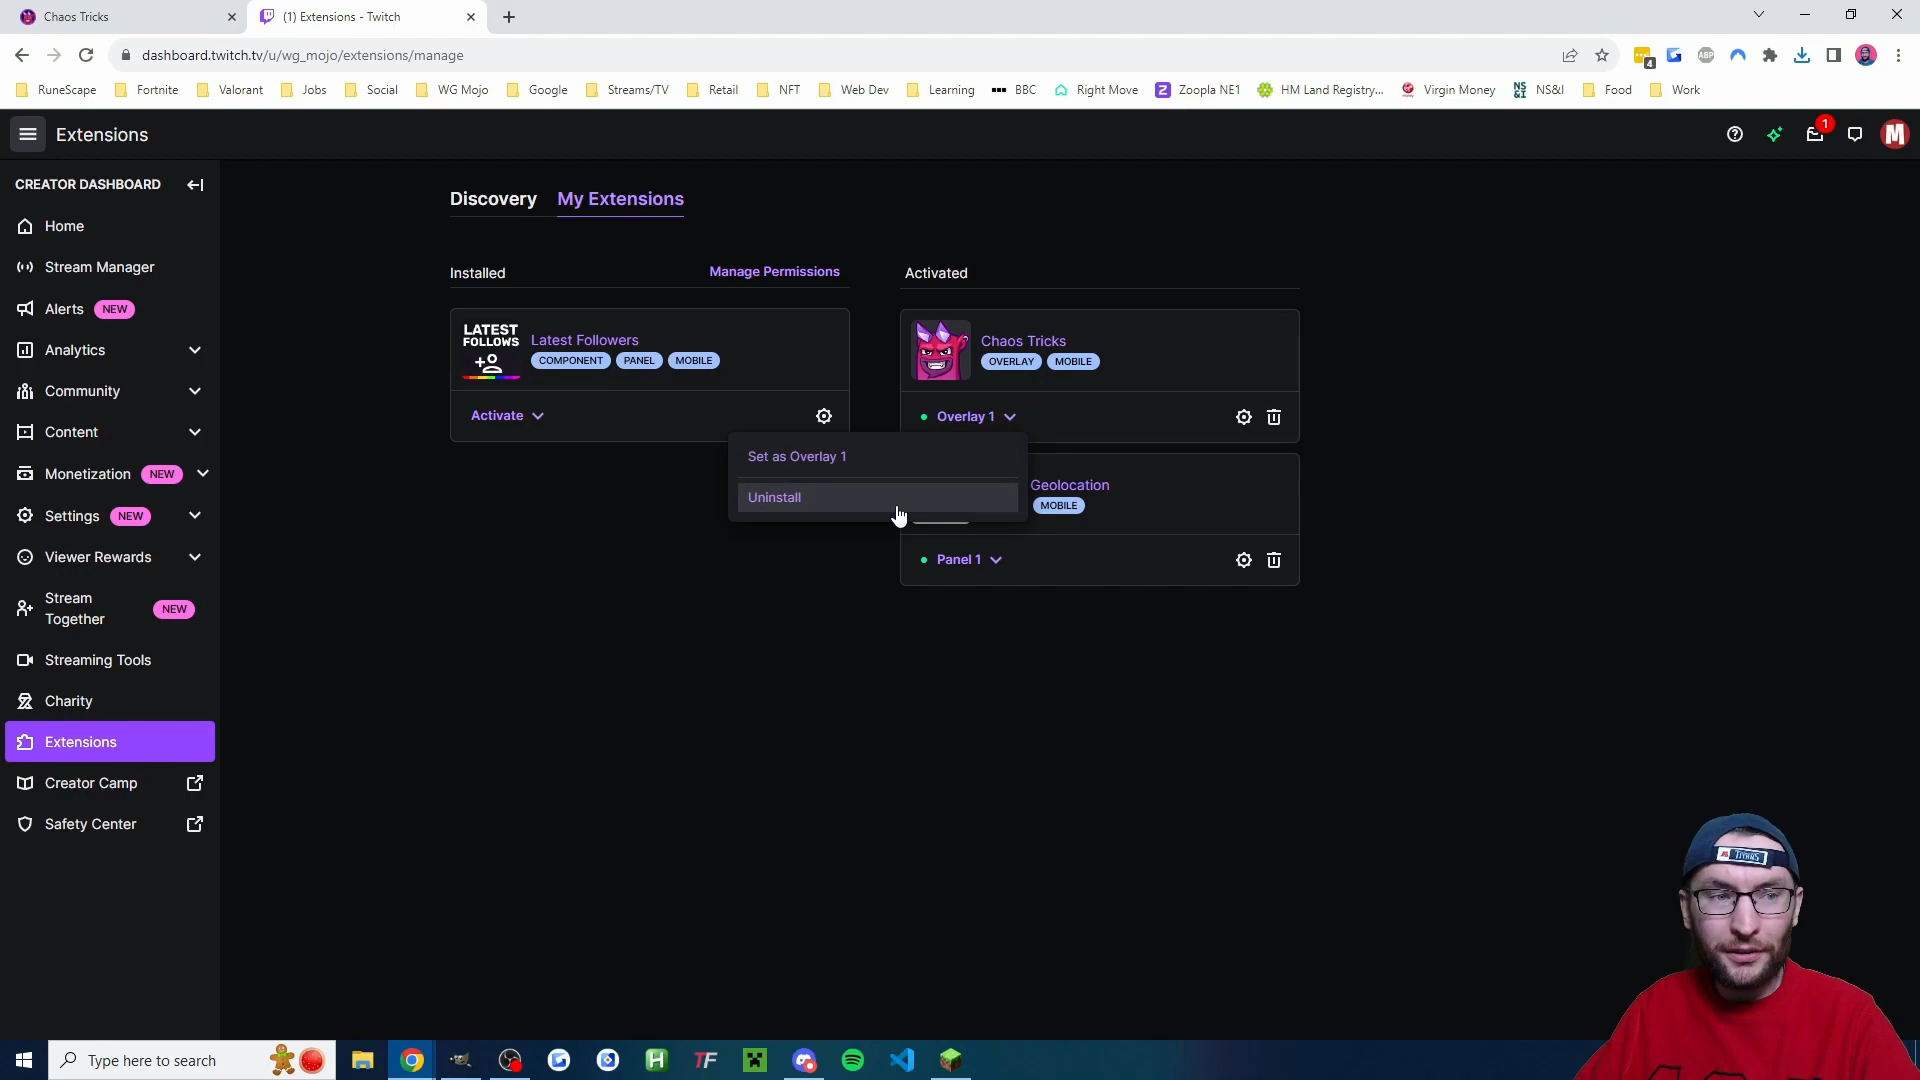 Chaos Tricks
(1) Extensions - Twitch
dashboard.twitch.tv/u/wg_mojo/extensions/manage
4
ABP
RuneScape
Fortnite
Valorant
Jobs
Social
WG Mojo
Google
Streams/TV
Retail
NFT
Web Dev
Learning
BBC
Right Move
Zoopla NE1
HM Land Registry...
Virgin Money
NS&I
NS&I
Food
Work
Extensions
1
CREATOR DASHBOARD
Home
Stream Manager
Alerts NEW
Analytics
Community
Content
Monetization NEW
Settings NEW
Viewer Rewards
Stream
Together
NEW
Streaming Tools
Charity
Extensions
Creator Camp
Safety Center
Discovery
My Extensions
Installed
Manage Permissions
LATEST
FOLLOWS
Latest Followers
COMPONENT
PANEL
MOBILE
Activate
Set as Overlay 1
Uninstall
Activated
Chaos Tricks
OVERLAY
MOBILE
Overlay 1
Geolocation
MOBILE
Panel 1
TITANS
Type here to search